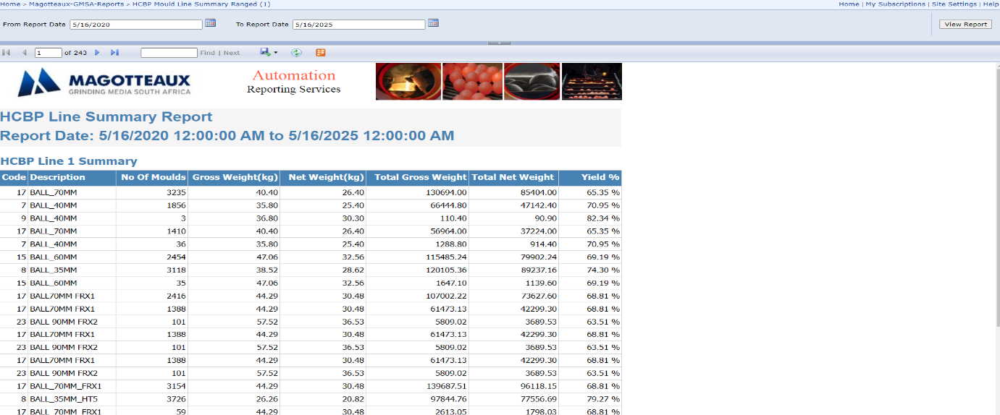 Home > Magotteaux-GMSA-Reports > HCBP Mould Line Summary Ranged (1) Home | My Subscriptions | Site Settings | Help
From Report Date 5/16/2020 To Report Date 5/16/2025 View Report
1 of 243 Find | Next
MAGOTTEAUX
GRINDING MEDIA SOUTH AFRICA
Automation
Reporting Services
HCBP Line Summary Report
Report Date: 5/16/2020 12:00:00 AM to 5/16/2025 12:00:00 AM
HCBP Line 1 Summary
Code Description No Of Moulds Gross Weight(kg) Net Weight(kg) Total Gross Weight Total Net Weight Yield %
17 BALL_70MM 3235 40.40 26.40 130694.00 85404.00 65.35 %
7 BALL_40MM 1856 35.80 25.40 66444.80 47142.40 70.95 %
9 BALL_40MM 3 36.80 30.30 110.40 90.90 82.34 %
17 BALL_70MM 1410 40.40 26.40 56964.00 37224.00 65.35 %
7 BALL_40MM 36 35.80 25.40 1288.80 914.40 70.95 %
15 BALL_60MM 2454 47.06 32.56 115485.24 79902.24 69.19 %
8 BALL_35MM 3118 38.52 28.62 120105.36 89237.16 74.30 %
15 BALL_60MM 35 47.06 32.56 1647.10 1139.60 69.19 %
17 BALL70MM FRX1 2416 44.29 30.48 107002.22 73627.60 68.81 %
17 BALL70MM FRX1 1388 44.29 30.48 61473.13 42299.30 68.81 %
23 BALL 90MM FRX2 101 57.52 36.53 5809.02 3689.53 63.51 %
17 BALL70MM FRX1 1388 44.29 30.48 61473.13 42299.30 68.81 %
23 BALL 90MM FRX2 101 57.52 36.53 5809.02 3689.53 63.51 %
17 BALL70MM FRX1 1388 44.29 30.48 61473.13 42299.30 68.81 %
23 BALL 90MM FRX2 101 57.52 36.53 5809.02 3689.53 63.51 %
17 BALL_70MM_FRX1 3154 44.29 30.48 139687.51 96118.15 68.81 %
8 BALL_35MM_HT5 3726 26.26 20.82 97844.76 77556.69 79.27 %
17 BALL_70MM_FRX1 59 44.29 30.48 2613.05 1798.03 68.81 %